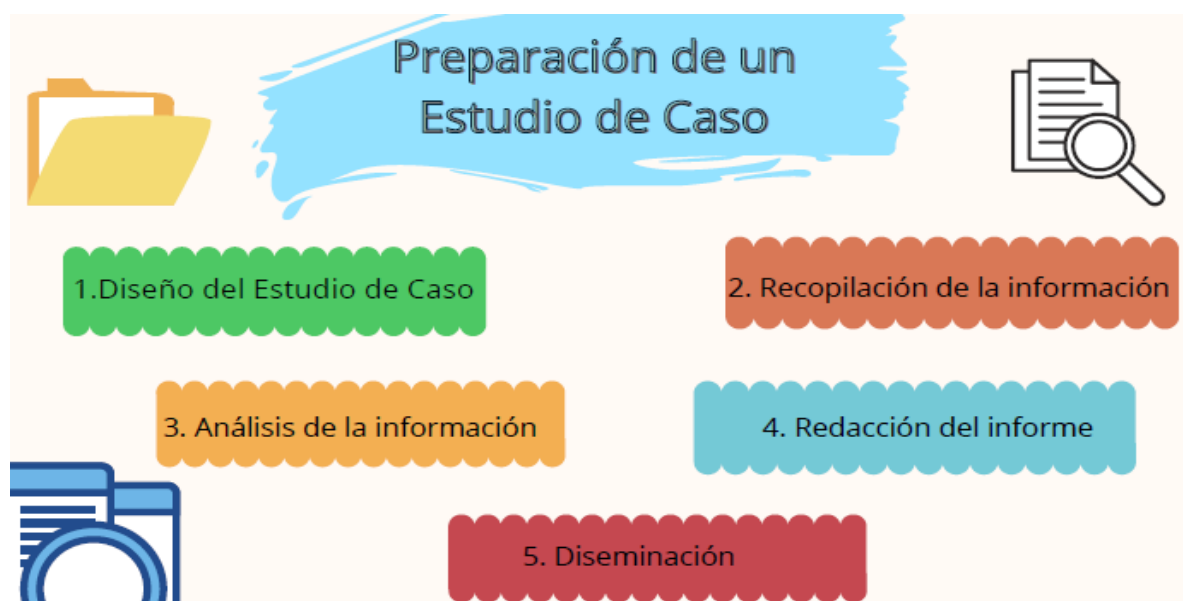 Preparación de un
Estudio de Caso
1.Diseño del Estudio de Caso
2. Recopilación de la información
3. Análisis de la información
4. Redacción del informe
5. Diseminación